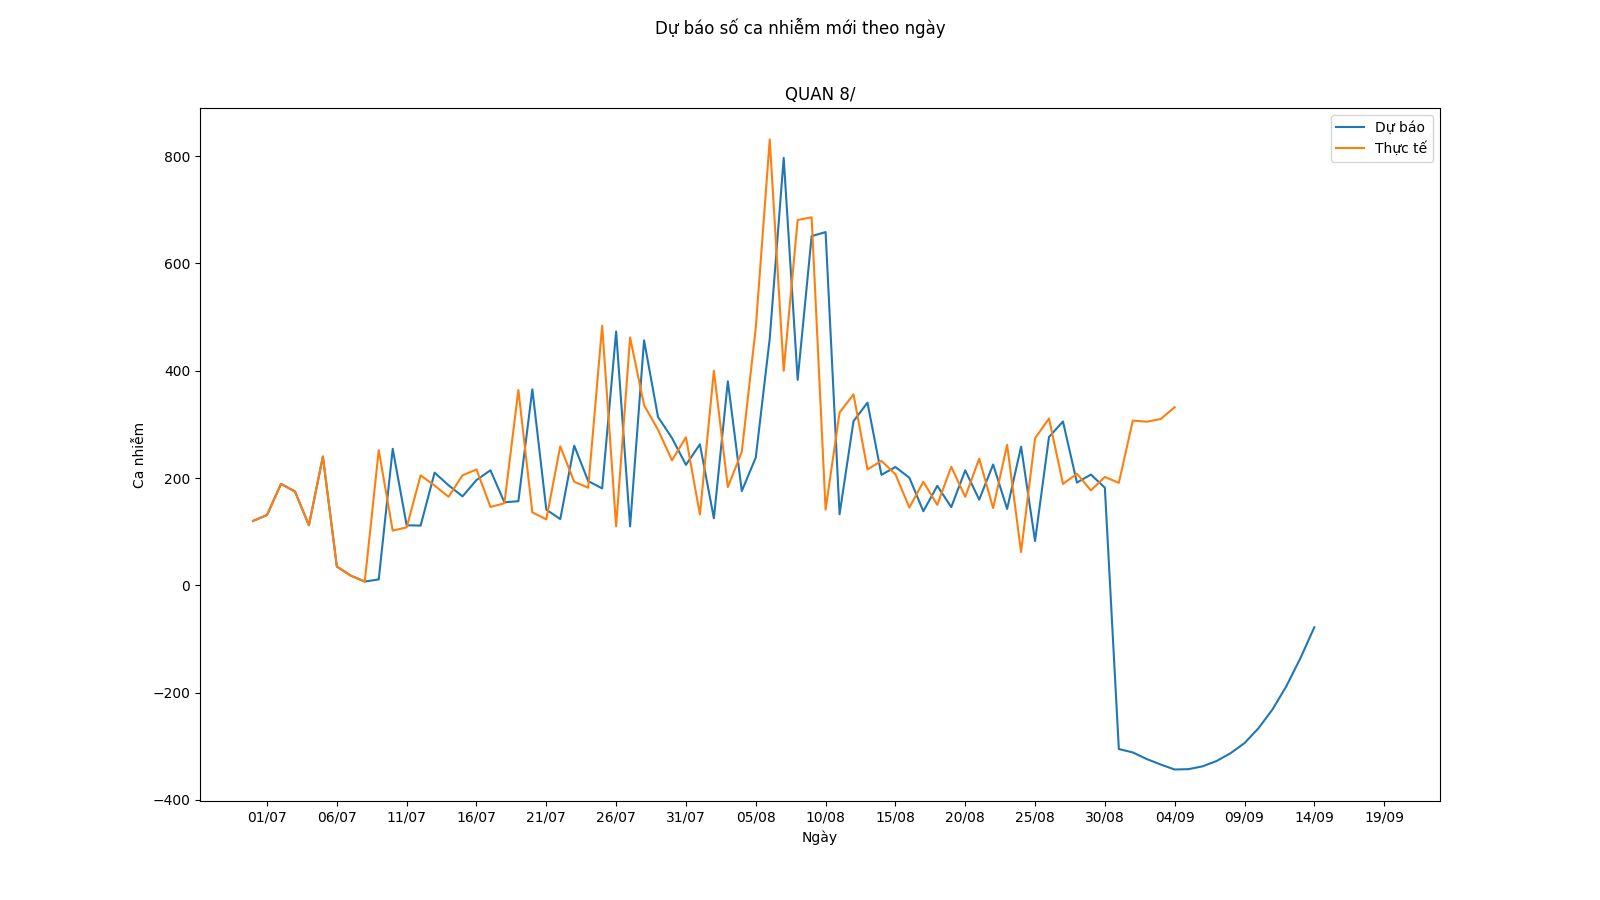 Dự báo số ca nhiễm mới theo ngày
QUAN 8/
Dự báo
Thực tế
Ca nhiễm
800
600
400
200
0
−200
−400
01/07 06/07 11/07 16/07 21/07 26/07 31/07 05/08 10/08 15/08 20/08 25/08 30/08 04/09 09/09 14/09 19/09
Ngày